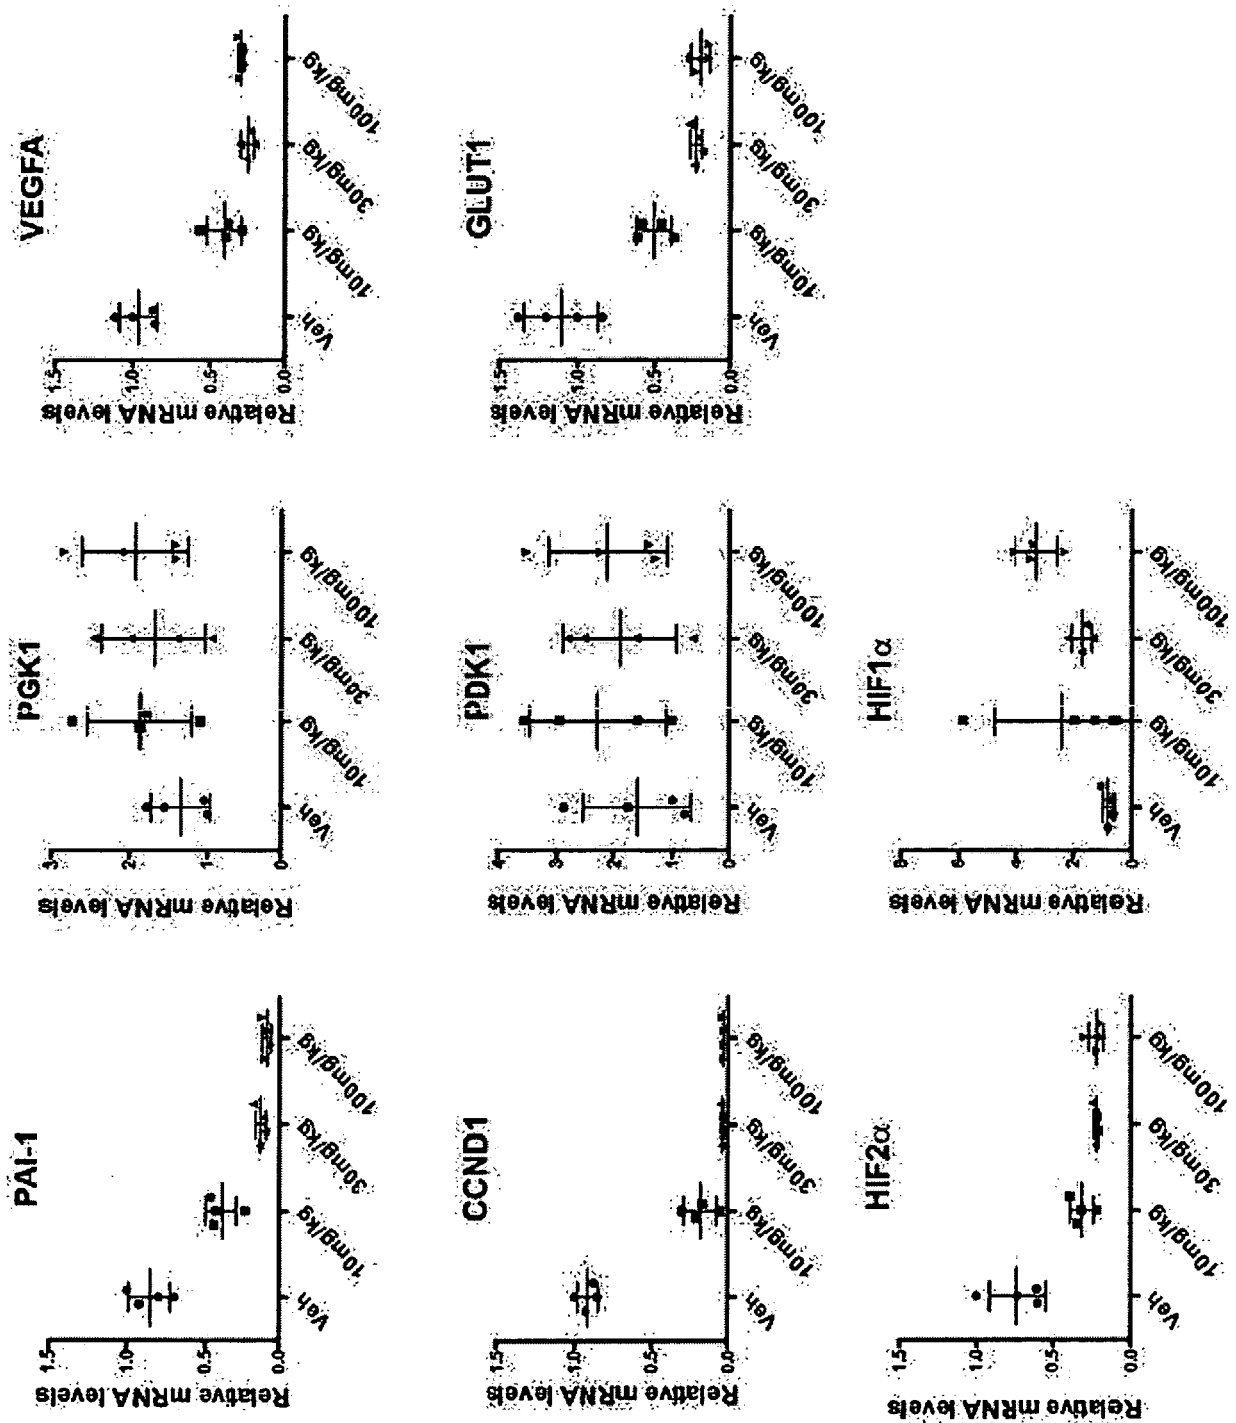 PAI-1
Relative mRNA levels
1.5
1.0
0.5
0.0
Veh
10mg/kg
30mg/kg
100mg/kg
PGK1
Relative mRNA levels
3
2
1
0
Veh
10mg/kg
30mg/kg
100mg/kg
VEGFA
Relative mRNA levels
1.5
1.0
0.5
0.0
Veh
10mg/kg
30mg/kg
100mg/kg
CCND1
Relative mRNA levels
1.5
1.0
0.5
0.0
Veh
10mg/kg
30mg/kg
100mg/kg
PDK1
Relative mRNA levels
4
3
2
1
0
Veh
10mg/kg
30mg/kg
100mg/kg
GLUT1
Relative mRNA levels
1.5
1.0
0.5
0.0
Veh
10mg/kg
30mg/kg
100mg/kg
HIF2α
Relative mRNA levels
1.5
1.0
0.5
0.0
Veh
10mg/kg
30mg/kg
100mg/kg
HIF1α
Relative mRNA levels
8
6
4
2
0
Veh
10mg/kg
30mg/kg
100mg/kg